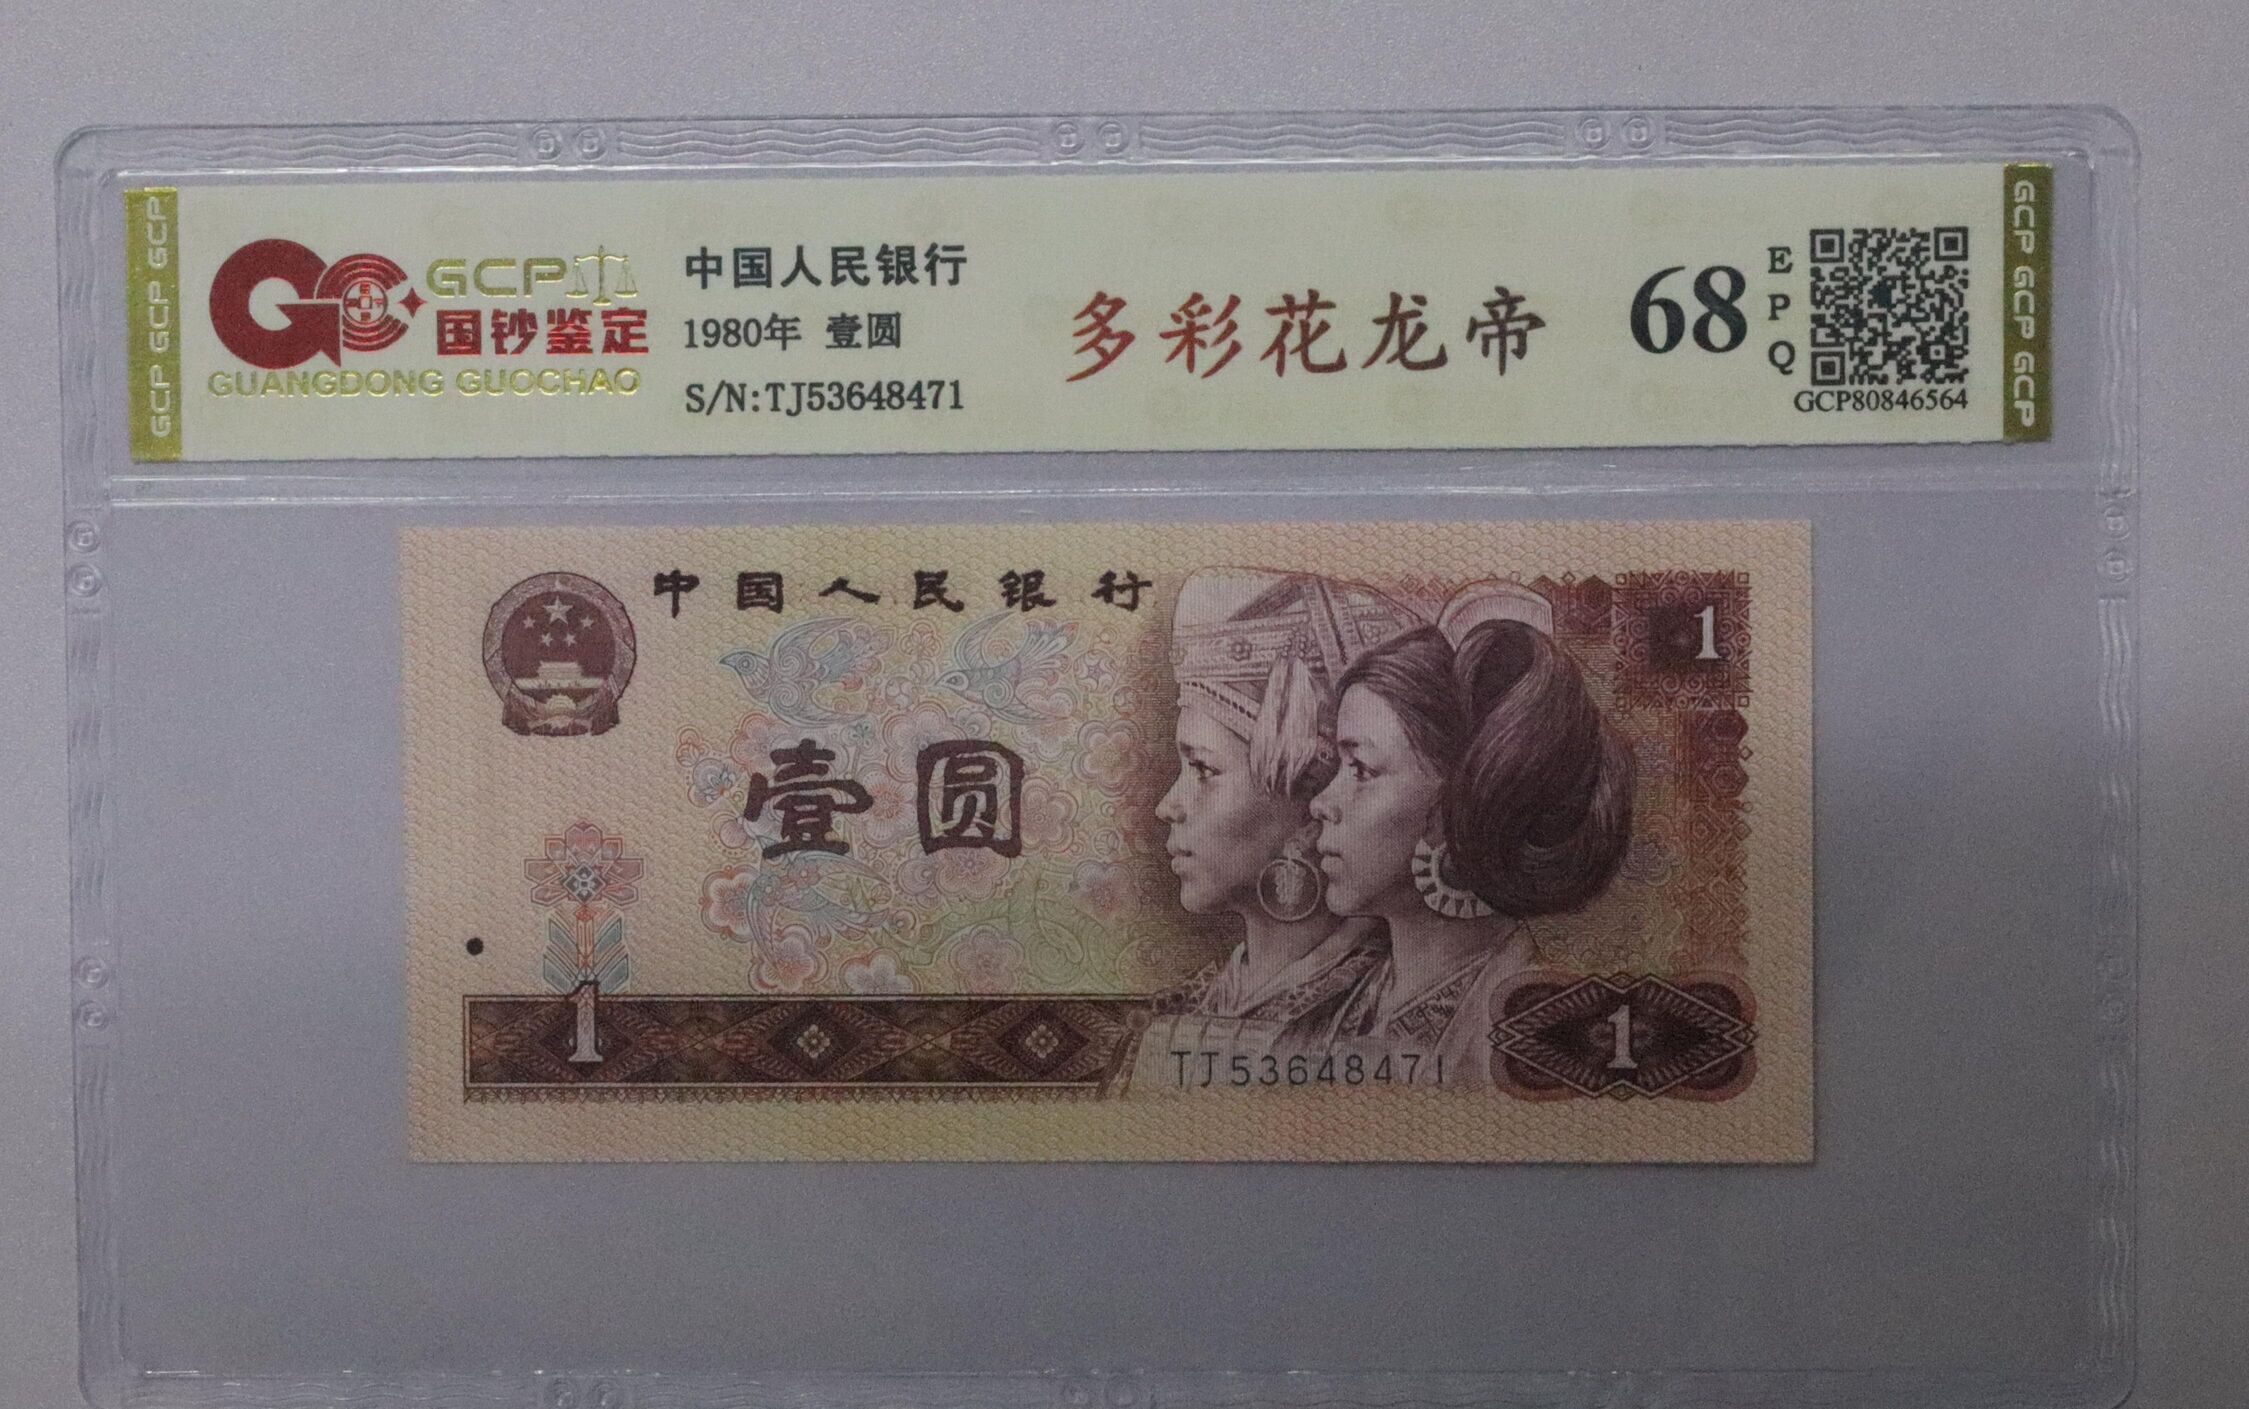 GCP GCP GCP
GCP
国钞鉴定
GUANGDONG GUOCHAO
中国人民银行
1980年 壹圆
S/N:TJ53648471
多彩花龙帝
68
EPQ
GCP80846564
GCP GCP GCP
中国人民银行
1
壹圆
1
1
TJ53648471